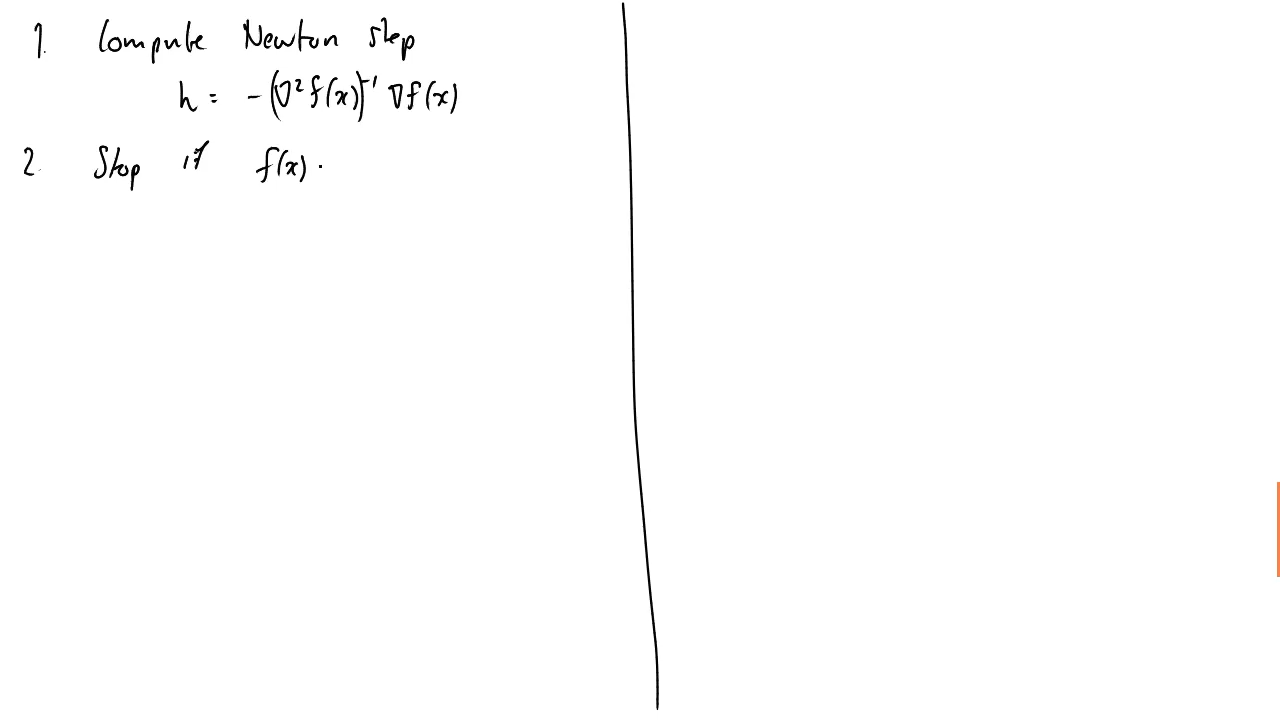 1. Compute Newton step
h = -(∇²f(x))⁻¹ ∇f(x)
2. Stop if f(x) .